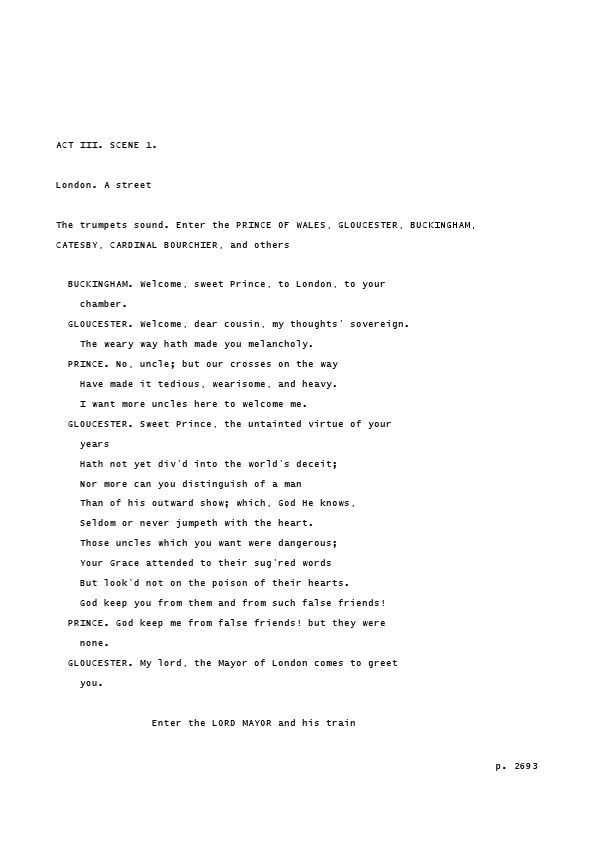 ACT III. SCENE 1.
London. A street
The trumpets sound. Enter the PRINCE OF WALES, GLOUCESTER, BUCKINGHAM,
CATESBY, CARDINAL BOURCHIER, and others
BUCKINGHAM. Welcome, sweet Prince, to London, to your
chamber.
GLOUCESTER. Welcome, dear cousin, my thoughts' sovereign.
The weary way hath made you melancholy.
PRINCE. No, uncle; but our crosses on the way
Have made it tedious, wearisome, and heavy.
I want more uncles here to welcome me.
GLOUCESTER. Sweet Prince, the untainted virtue of your
years
Hath not yet div'd into the world's deceit;
Nor more can you distinguish of a man
Than of his outward show; which, God He knows,
Seldom or never jumpeth with the heart.
Those uncles which you want were dangerous;
Your Grace attended to their sug'red words
But look'd not on the poison of their hearts.
God keep you from them and from such false friends!
PRINCE. God keep me from false friends! but they were
none.
GLOUCESTER. My lord, the Mayor of London comes to greet
you.
Enter the LORD MAYOR and his train
p. 2693